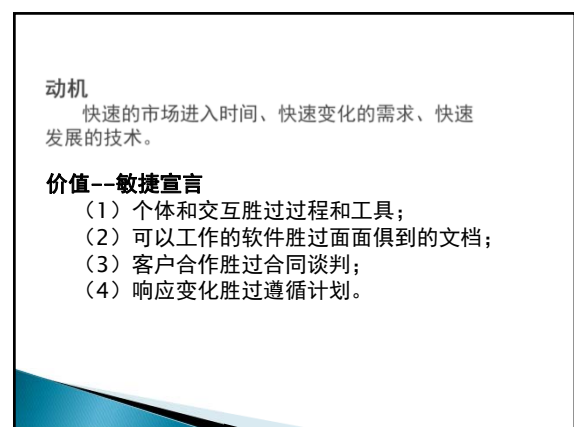 动机
快速的市场进入时间、快速变化的需求、快速
发展的技术。
价值--敏捷宣言
（1）个体和交互胜过过程和工具；
（2）可以工作的软件胜过面面俱到的文档；
（3）客户合作胜过合同谈判；
（4）响应变化胜过遵循计划。